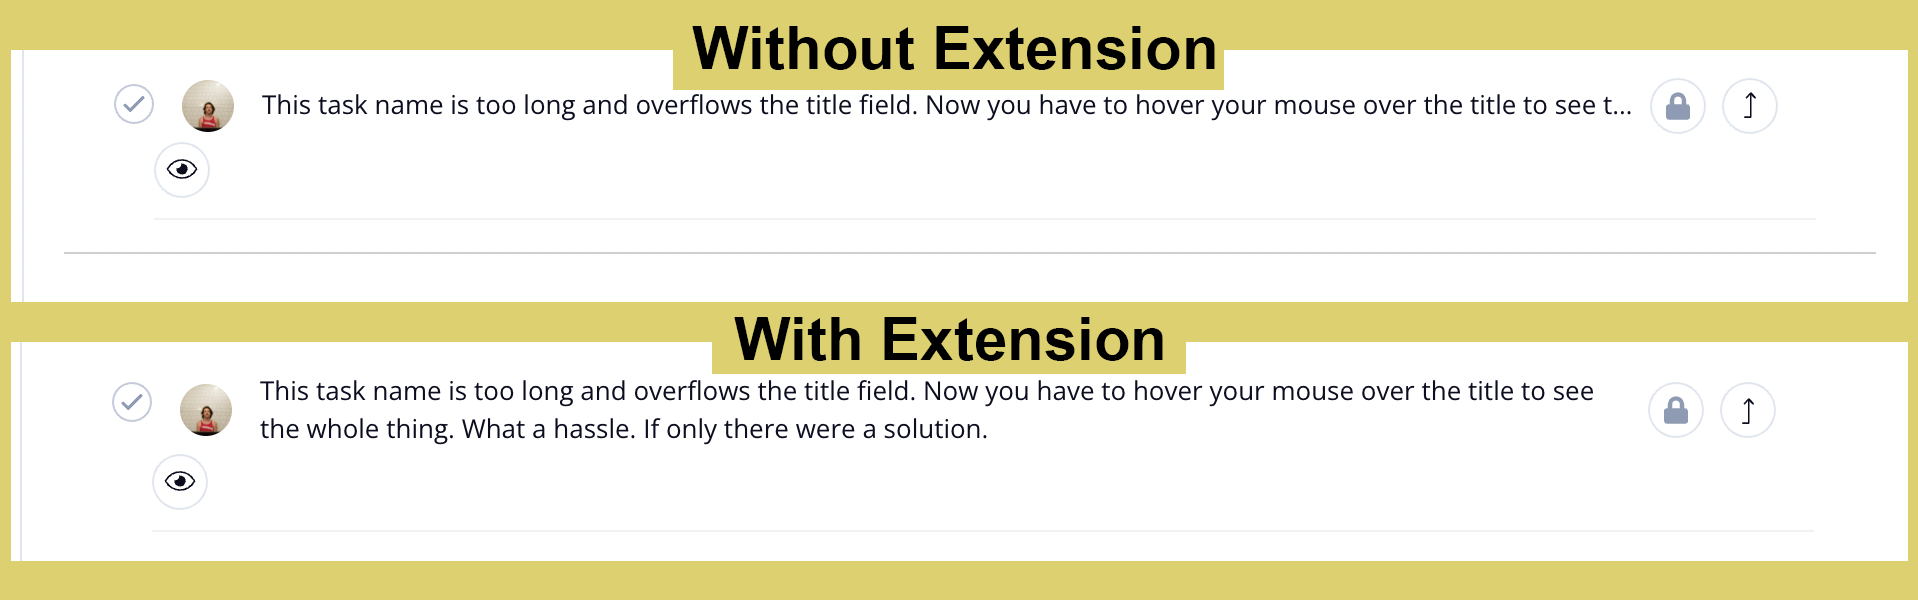 Without Extension
This task name is too long and overflows the title field. Now you have to hover your mouse over the title to see t...
With Extension
This task name is too long and overflows the title field. Now you have to hover your mouse over the title to see
the whole thing. What a hassle. If only there were a solution.